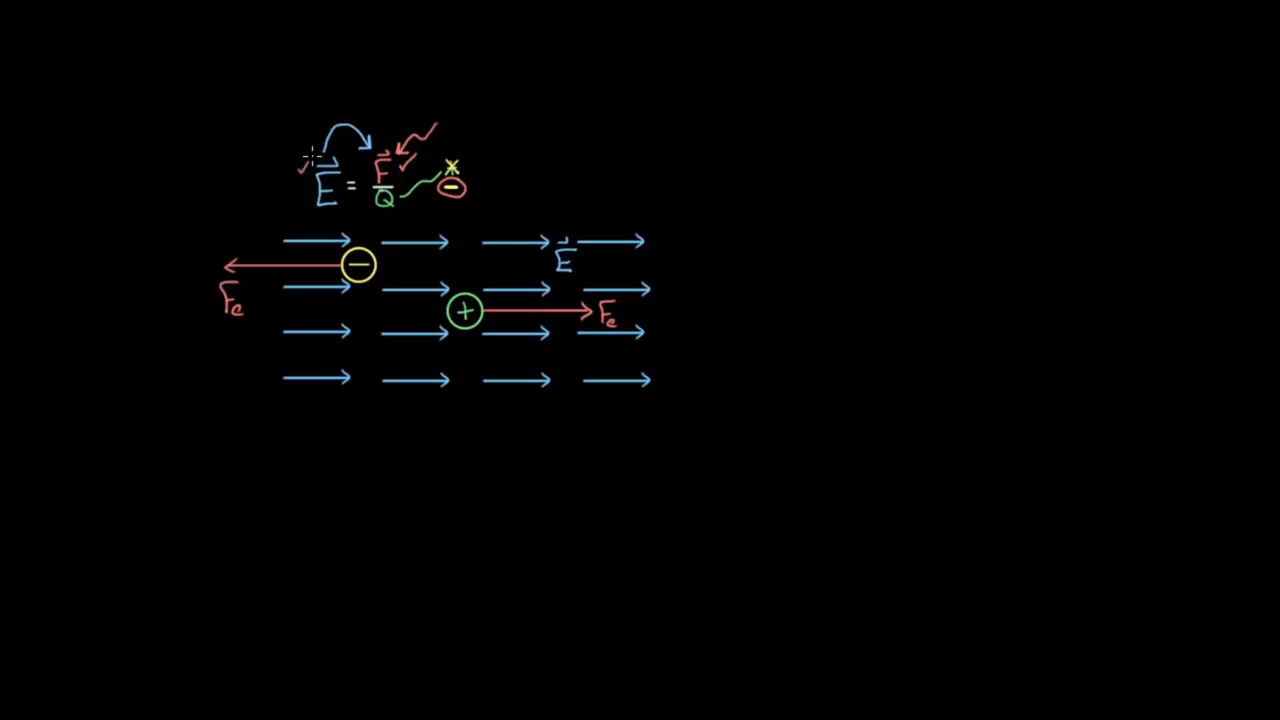 E = F/Q -
E
-
Fe
+ Fe